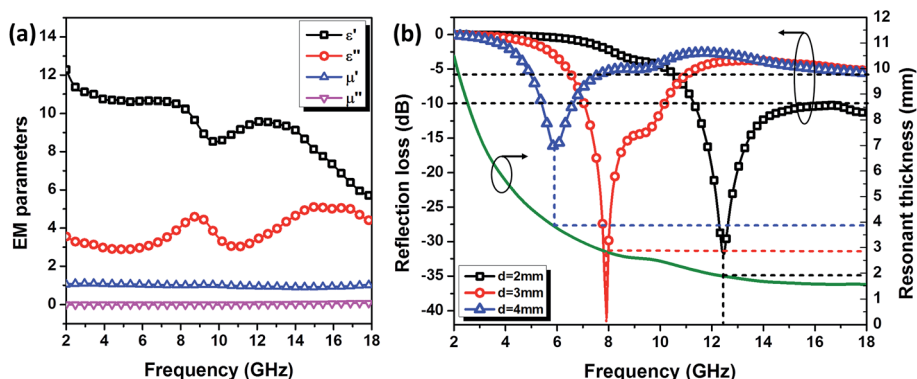 (a)
14
12
10
8
6
4
2
0
EM parameters
ε'
ε''
μ'
μ''
2 4 6 8 10 12 14 16 18
Frequency (GHz)
(b)
0
-5
-10
-15
-20
-25
-30
-35
-40
Reflection loss (dB)
d=2mm
d=3mm
d=4mm
2 4 6 8 10 12 14 16 18
Frequency (GHz)
12
11
10
9
8
7
6
5
4
3
2
1
0
Resonant thickness (mm)